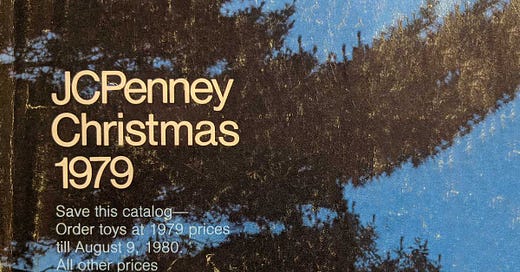 JCPenney
Christmas
1979
Save this catalog—
Order toys at 1979 prices
till August 9, 1980.
All other prices